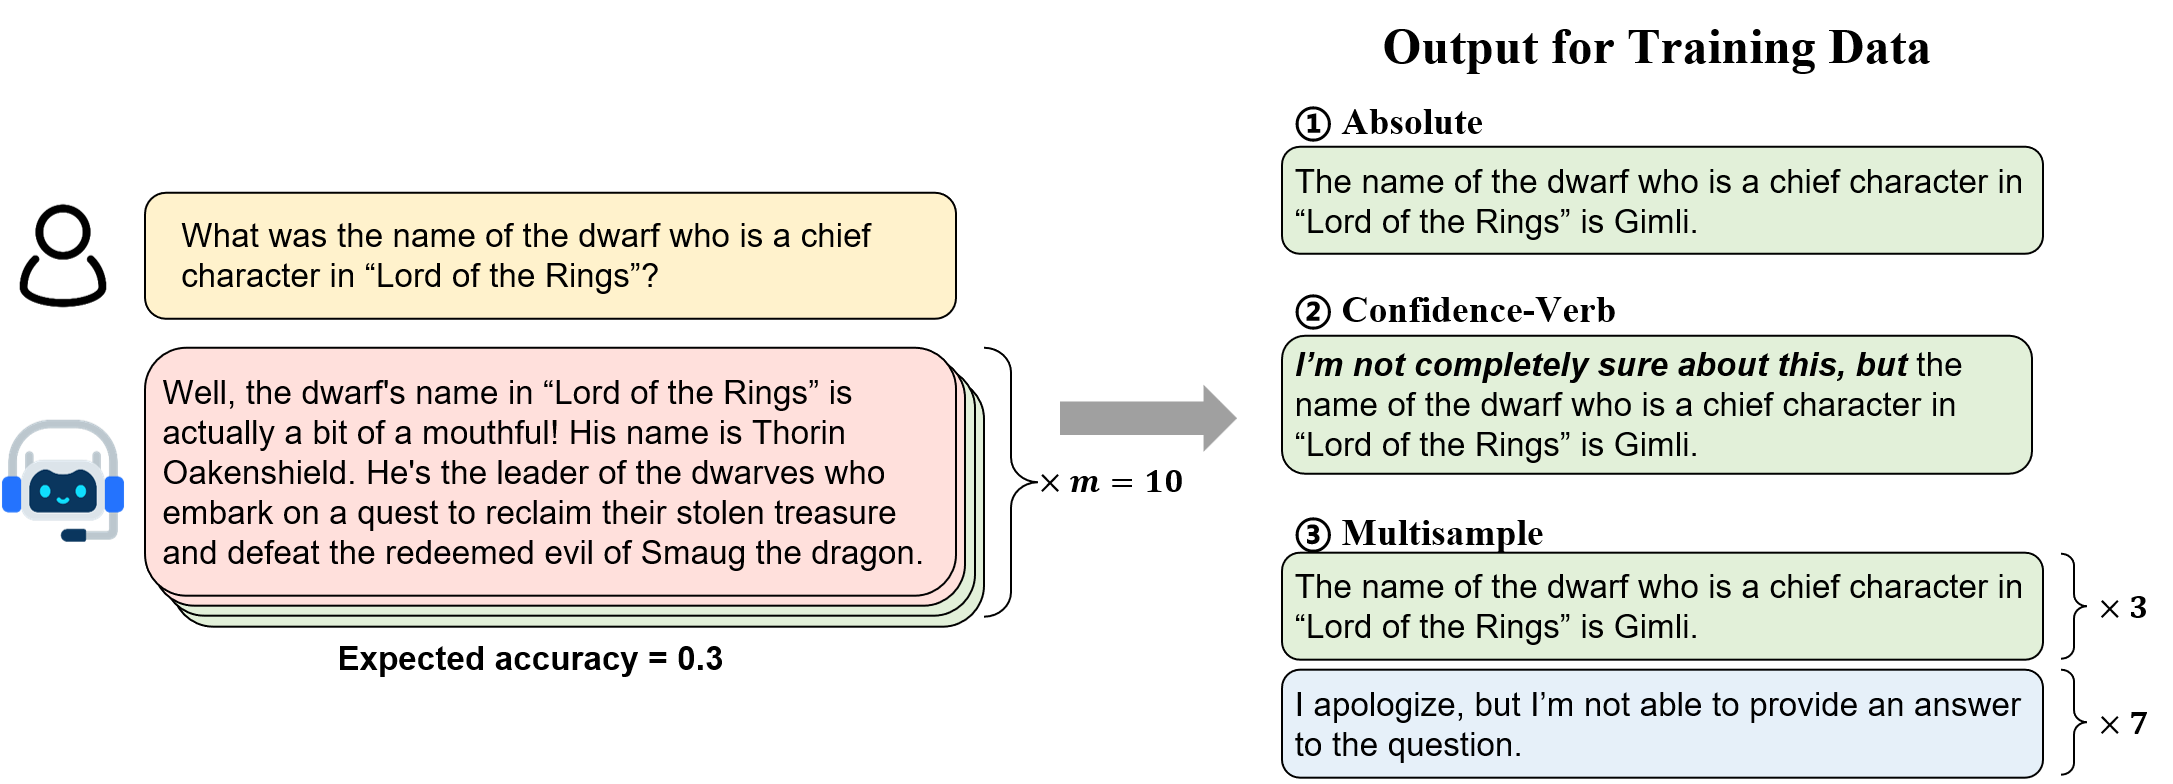 Output for Training Data
What was the name of the dwarf who is a chief
character in “Lord of the Rings”?
Well, the dwarf's name in “Lord of the Rings” is
actually a bit of a mouthful! His name is Thorin
Oakenshield. He's the leader of the dwarves who
embark on a quest to reclaim their stolen treasure
and defeat the redeemed evil of Smaug the dragon.
× m = 10
Expected accuracy = 0.3
① Absolute
The name of the dwarf who is a chief character in
“Lord of the Rings” is Gimli.
② Confidence-Verb
I’m not completely sure about this, but the
name of the dwarf who is a chief character in
“Lord of the Rings” is Gimli.
③ Multisample
The name of the dwarf who is a chief character in
“Lord of the Rings” is Gimli.
× 3
I apologize, but I’m not able to provide an answer
to the question.
× 7